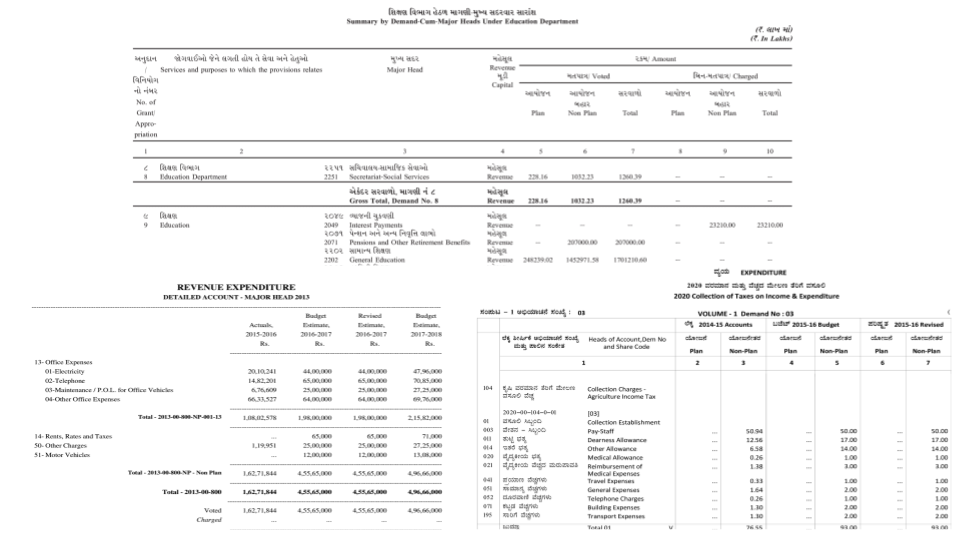 શિક્ષણ વિભાગ હેઠળ માગણી-મુખ્ય સદરવાર સારાંશ
Summary by Demand-Cum-Major Heads Under Education Department
(રૂ. લાખ માં)
(₹. In Lakhs)
અનુદાન / વિનિયોગ નો નંબર No. of Grant/ Appro- priation
જોગવાઈઓ જેને લગતી હોય તે સેવા અને હેતુઓ Services and purposes to which the provisions relates
મુખ્ય સદર Major Head
મહેસૂલ Revenue મૂડી Capital
રકમ/ Amount
મતપાત્ર/ Voted બિન-મતપાત્ર/ Charged
આયોજન આયોજન બહાર સરવાળો આયોજન આયોજન બહાર સરવાળો
Plan Non Plan Total Plan Non Plan Total
1 2 3 4 5 6 7 8 9 10
૮ શિક્ષણ વિભાગ ૨૨૫૧ સચિવાલય-સામાજિક સેવાઓ મહેસૂલ
8 Education Department 2251 Secretariat-Social Services Revenue 228.16 1032.23 1260.39 -- -- --
એકંદર સરવાળો, માગણી નં ૮ મહેસૂલ
Gross Total, Demand No. 8 Revenue 228.16 1032.23 1260.39 -- -- --
૯ શિક્ષણ ૨૦૪૯ વ્યાજની ચુકવણી મહેસૂલ
9 Education 2049 Interest Payments Revenue -- -- -- -- 23210.00 23210.00
૨૦૭૧ પેન્શન અને અન્ય નિવૃત્તિ લાભો મહેસૂલ
2071 Pensions and Other Retirement Benefits Revenue -- 207000.00 207000.00 -- -- --
૨૨૦૨ સામાન્ય શિક્ષણ મહેસૂલ
2202 General Education Revenue 248239.02 1452971.58 1701210.60 -- -- --
REVENUE EXPENDITURE
DETAILED ACCOUNT - MAJOR HEAD 2013
Actuals, 2015-2016 Rs.
Budget Estimate, 2016-2017 Rs.
Revised Estimate, 2016-2017 Rs.
Budget Estimate, 2017-2018 Rs.
13- Office Expenses
01-Electricity 20,10,241 44,00,000 44,00,000 47,96,000
02-Telephone 14,82,201 65,00,000 65,00,000 70,85,000
03-Maintenance / P.O.L. for Office Vehicles 6,76,609 25,00,000 25,00,000 27,25,000
04-Other Office Expenses 66,33,527 64,00,000 64,00,000 69,76,000
Total - 2013-00-800-NP-001-13 1,08,02,578 1,98,00,000 1,98,00,000 2,15,82,000
14- Rents, Rates and Taxes ... 65,000 65,000 71,000
50- Other Charges 1,19,951 25,00,000 25,00,000 27,25,000
51- Motor Vehicles ... 12,00,000 12,00,000 13,08,000
Total - 2013-00-800-NP - Non Plan 1,62,71,844 4,55,65,000 4,55,65,000 4,96,66,000
Total - 2013-00-800 1,62,71,844 4,55,65,000 4,55,65,000 4,96,66,000
Voted 1,62,71,844 4,55,65,000 4,55,65,000 4,96,66,000
Charged ... ... ... ...
ವ್ಯಯ EXPENDITURE
2020 ವರಮಾನ ಮತ್ತು ವೆಚ್ಚದ ಮೇಲಣ ತೆರಿಗೆ ವಸೂಲಿ
2020 Collection of Taxes on Income & Expenditure
ಸಂಪುಟ - 1 ಅಭಿಯಾಚನೆ ಸಂಖ್ಯೆ : 03 VOLUME - 1 Demand No : 03
ಲೆಕ್ಕ 2014-15 Accounts ಬಜೆಟ್ 2015-16 Budget ಪರಿಷ್ಕೃತ 2015-16 Revised
ಲೆಕ್ಕ ಶೀರ್ಷಿಕೆ ಅಭಿಯಾಚನೆ ಸಂಖ್ಯೆ ಮತ್ತು ಪಾಲಿನ ಸಂಕೇತ
Heads of Account,Dem No and Share Code
ಯೋಜನೆ ಯೋಜನೇತರ ಯೋಜನೆ ಯೋಜನೇತರ ಯೋಜನೆ ಯೋಜನೇತರ
Plan Non-Plan Plan Non-Plan Plan Non-Plan
1 2 3 4 5 6 7
104 ಕೃಷಿ ವರಮಾನ ತೆರಿಗೆ ಮೇಲಣ ವಸೂಲಿ ವೆಚ್ಚ Collection Charges - Agriculture Income Tax
2020-00-104-0-01 [03]
01 ವಸೂಲಿ ಸಿಬ್ಬಂದಿ Collection Establishment
003 ವೇತನ - ಸಿಬ್ಬಂದಿ Pay-Staff ... 50.94 ... 50.00 ... 50.00
011 ತುಟ್ಟಿ ಭತ್ಯ Dearness Allowance ... 12.56 ... 17.00 ... 17.00
014 ಇತರೆ ಭತ್ಯ Other Allowance ... 6.58 ... 14.00 ... 14.00
020 ವೈದ್ಯಕೀಯ ಭತ್ಯ Medical Allowance ... 0.26 ... 1.00 ... 1.00
021 ವೈದ್ಯಕೀಯ ವೆಚ್ಚದ ಮರುಪಾವತಿ Reimbursement of Medical Expenses ... 1.38 ... 3.00 ... 3.00
041 ಪ್ರಯಾಣ ವೆಚ್ಚಗಳು Travel Expenses ... 0.33 ... 1.00 ... 1.00
051 ಸಾಮಾನ್ಯ ವೆಚ್ಚಗಳು General Expenses ... 1.64 ... 2.00 ... 2.00
052 ದೂರವಾಣಿ ವೆಚ್ಚಗಳು Telephone Charges ... 0.26 ... 1.00 ... 2.00
071 ಕಟ್ಟಡ ವೆಚ್ಚಗಳು Building Expenses ... 1.30 ... 2.00 ... 2.00
195 ಸಾರಿಗೆ ವೆಚ್ಚಗಳು Transport Expenses ... 1.30 ... 2.00 ... 2.00
Total 01 V ... 76.55 ... 93.00 ... 93.00